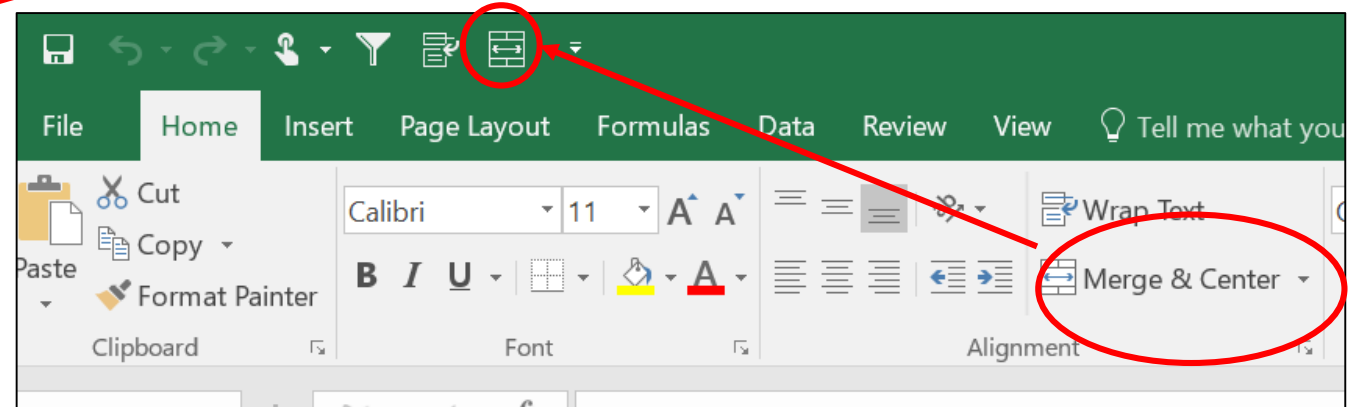 File Home Insert Page Layout Formulas Data Review View Tell me what you
Cut
Calibri 11 A A Wrap Text
Copy
Paste
B I U A Merge & Center
Format Painter
Clipboard Font Alignment